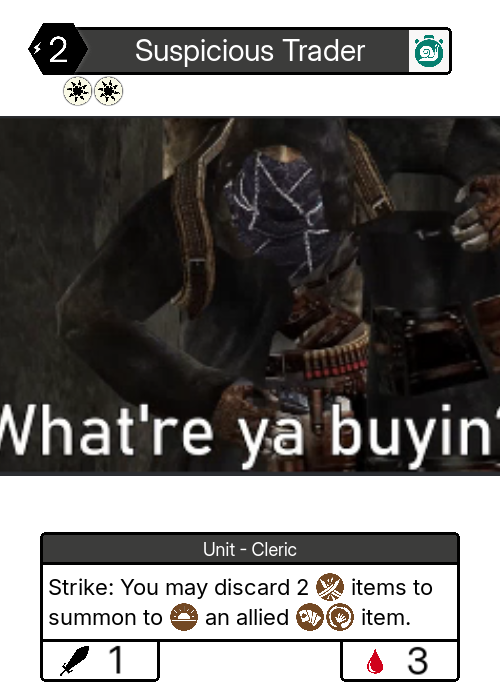 2 Suspicious Trader
What're ya buyin'
Unit - Cleric
Strike: You may discard 2 items to
summon to an allied item.
1 3